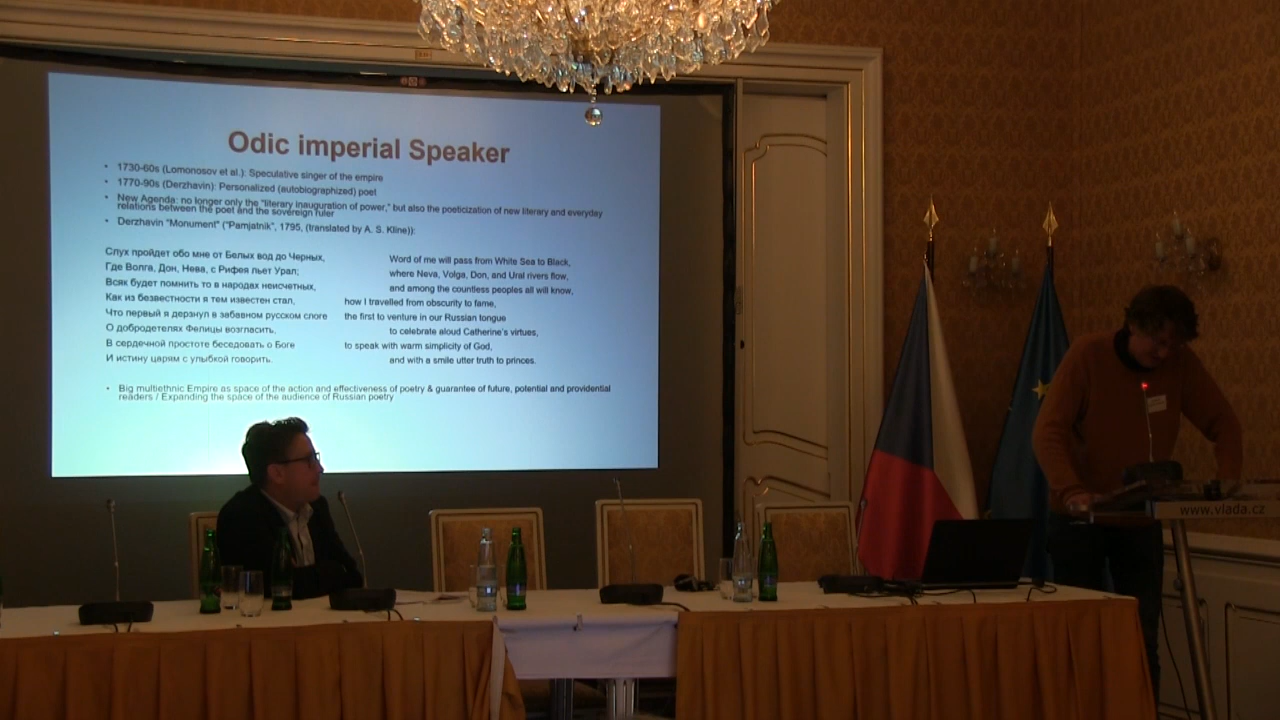 Odic imperial Speaker
• 1730-60s (Lomonosov et al.): Speculative singer of the empire
• 1770-90s (Derzhavin): Personalized (autobiographized) poet
• New Agenda: no longer only the "literary inauguration of power," but also the poeticization of new literary and everyday
relations between the poet and the sovereign ruler
• Derzhavin "Monument" ("Pamjatnik", 1795, (translated by A. S. Kline)):
Слух пройдет обо мне от Белых вод до Черных,
Где Волга, Дон, Нева, с Рифея льет Урал;
Всяк будет помнить то в народах неисчетных,
Как из безвестности я тем известен стал,
Что первый я дерзнул в забавном русском слоге
О добродетелях Фелицы возгласить,
В сердечной простоте беседовать о Боге
И истину царям с улыбкой говорить.
Word of me will pass from White Sea to Black,
where Neva, Volga, Don, and Ural rivers flow,
and among the countless peoples all will know,
how I travelled from obscurity to fame,
the first to venture in our Russian tongue
to celebrate aloud Catherine's virtues,
to speak with warm simplicity of God,
and with a smile utter truth to princes.
• Big multiethnic Empire as space of the action and effectiveness of poetry & guarantee of future, potential and providential
readers / Expanding the space of the audience of Russian poetry
www.vlada.cz